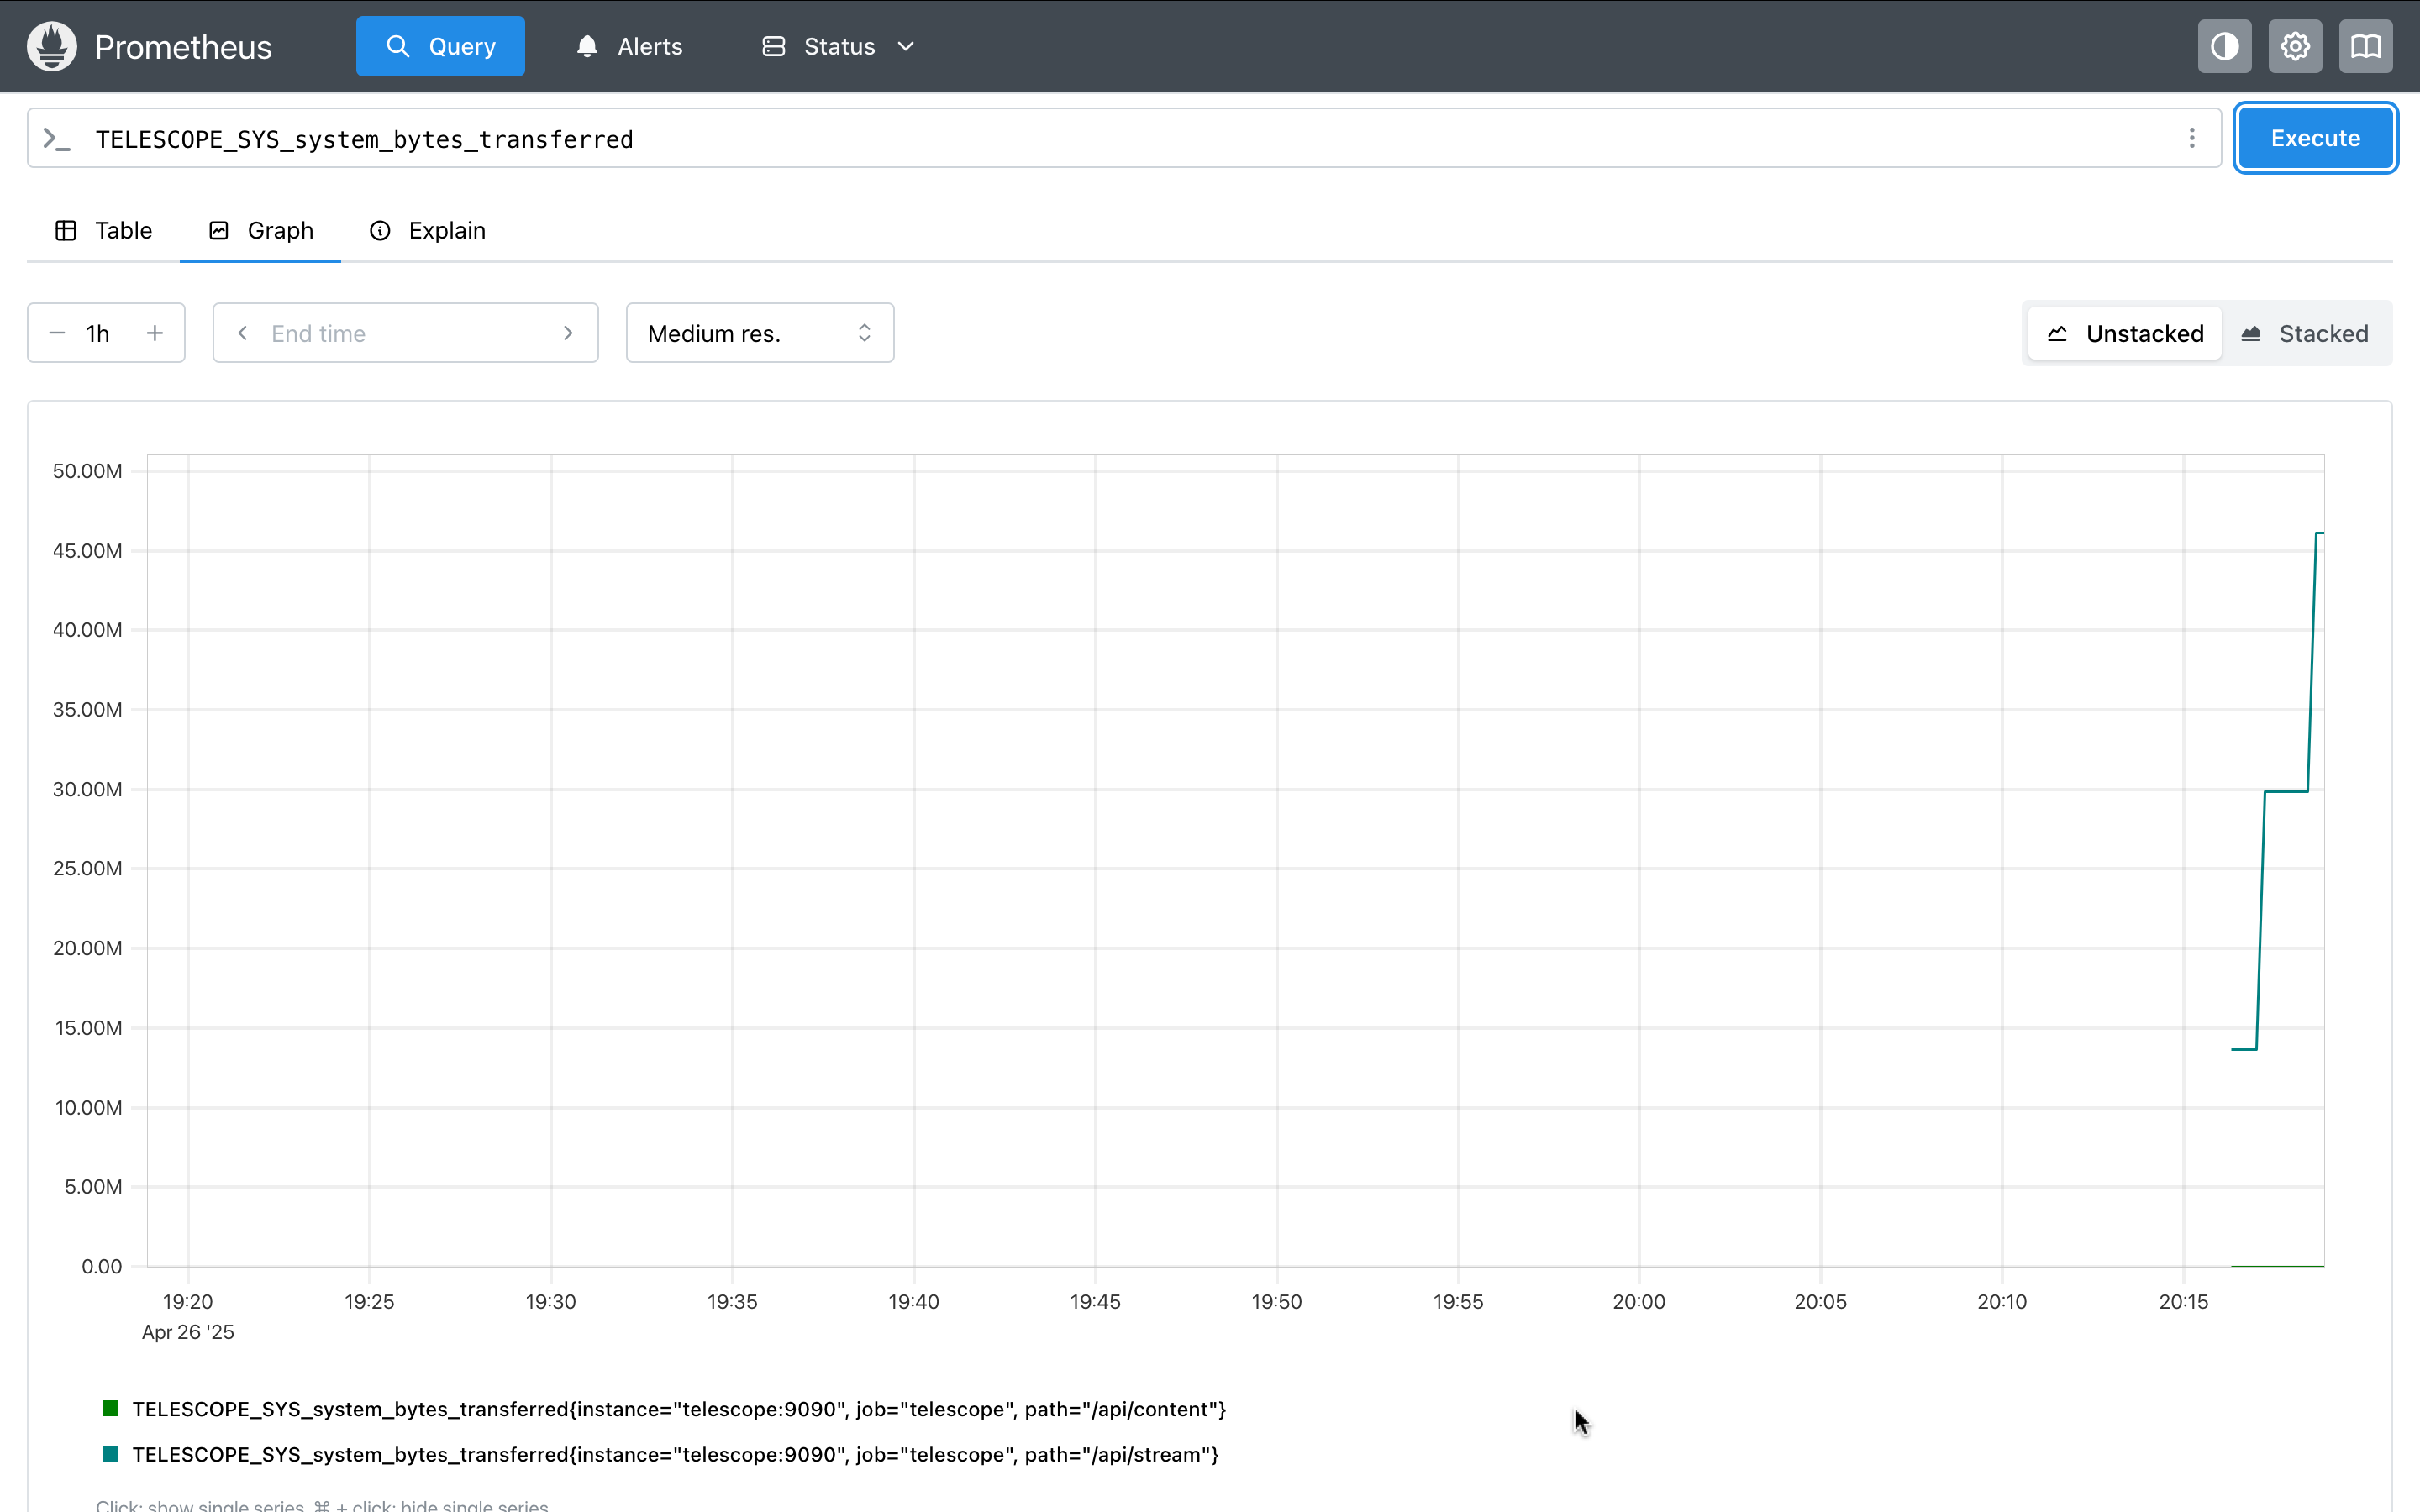 Prometheus Query Alerts Status
TELESCOPE_SYS_system_bytes_transferred Execute
Table Graph Explain
1h End time Medium res. Unstacked Stacked
50.00M
45.00M
40.00M
35.00M
30.00M
25.00M
20.00M
15.00M
10.00M
5.00M
0.00
19:20 19:25 19:30 19:35 19:40 19:45 19:50 19:55 20:00 20:05 20:10 20:15
Apr 26 '25
TELESCOPE_SYS_system_bytes_transferred{instance="telescope:9090", job="telescope", path="/api/content"}
TELESCOPE_SYS_system_bytes_transferred{instance="telescope:9090", job="telescope", path="/api/stream"}
Click: show single series, ⌘ + click: hide single series